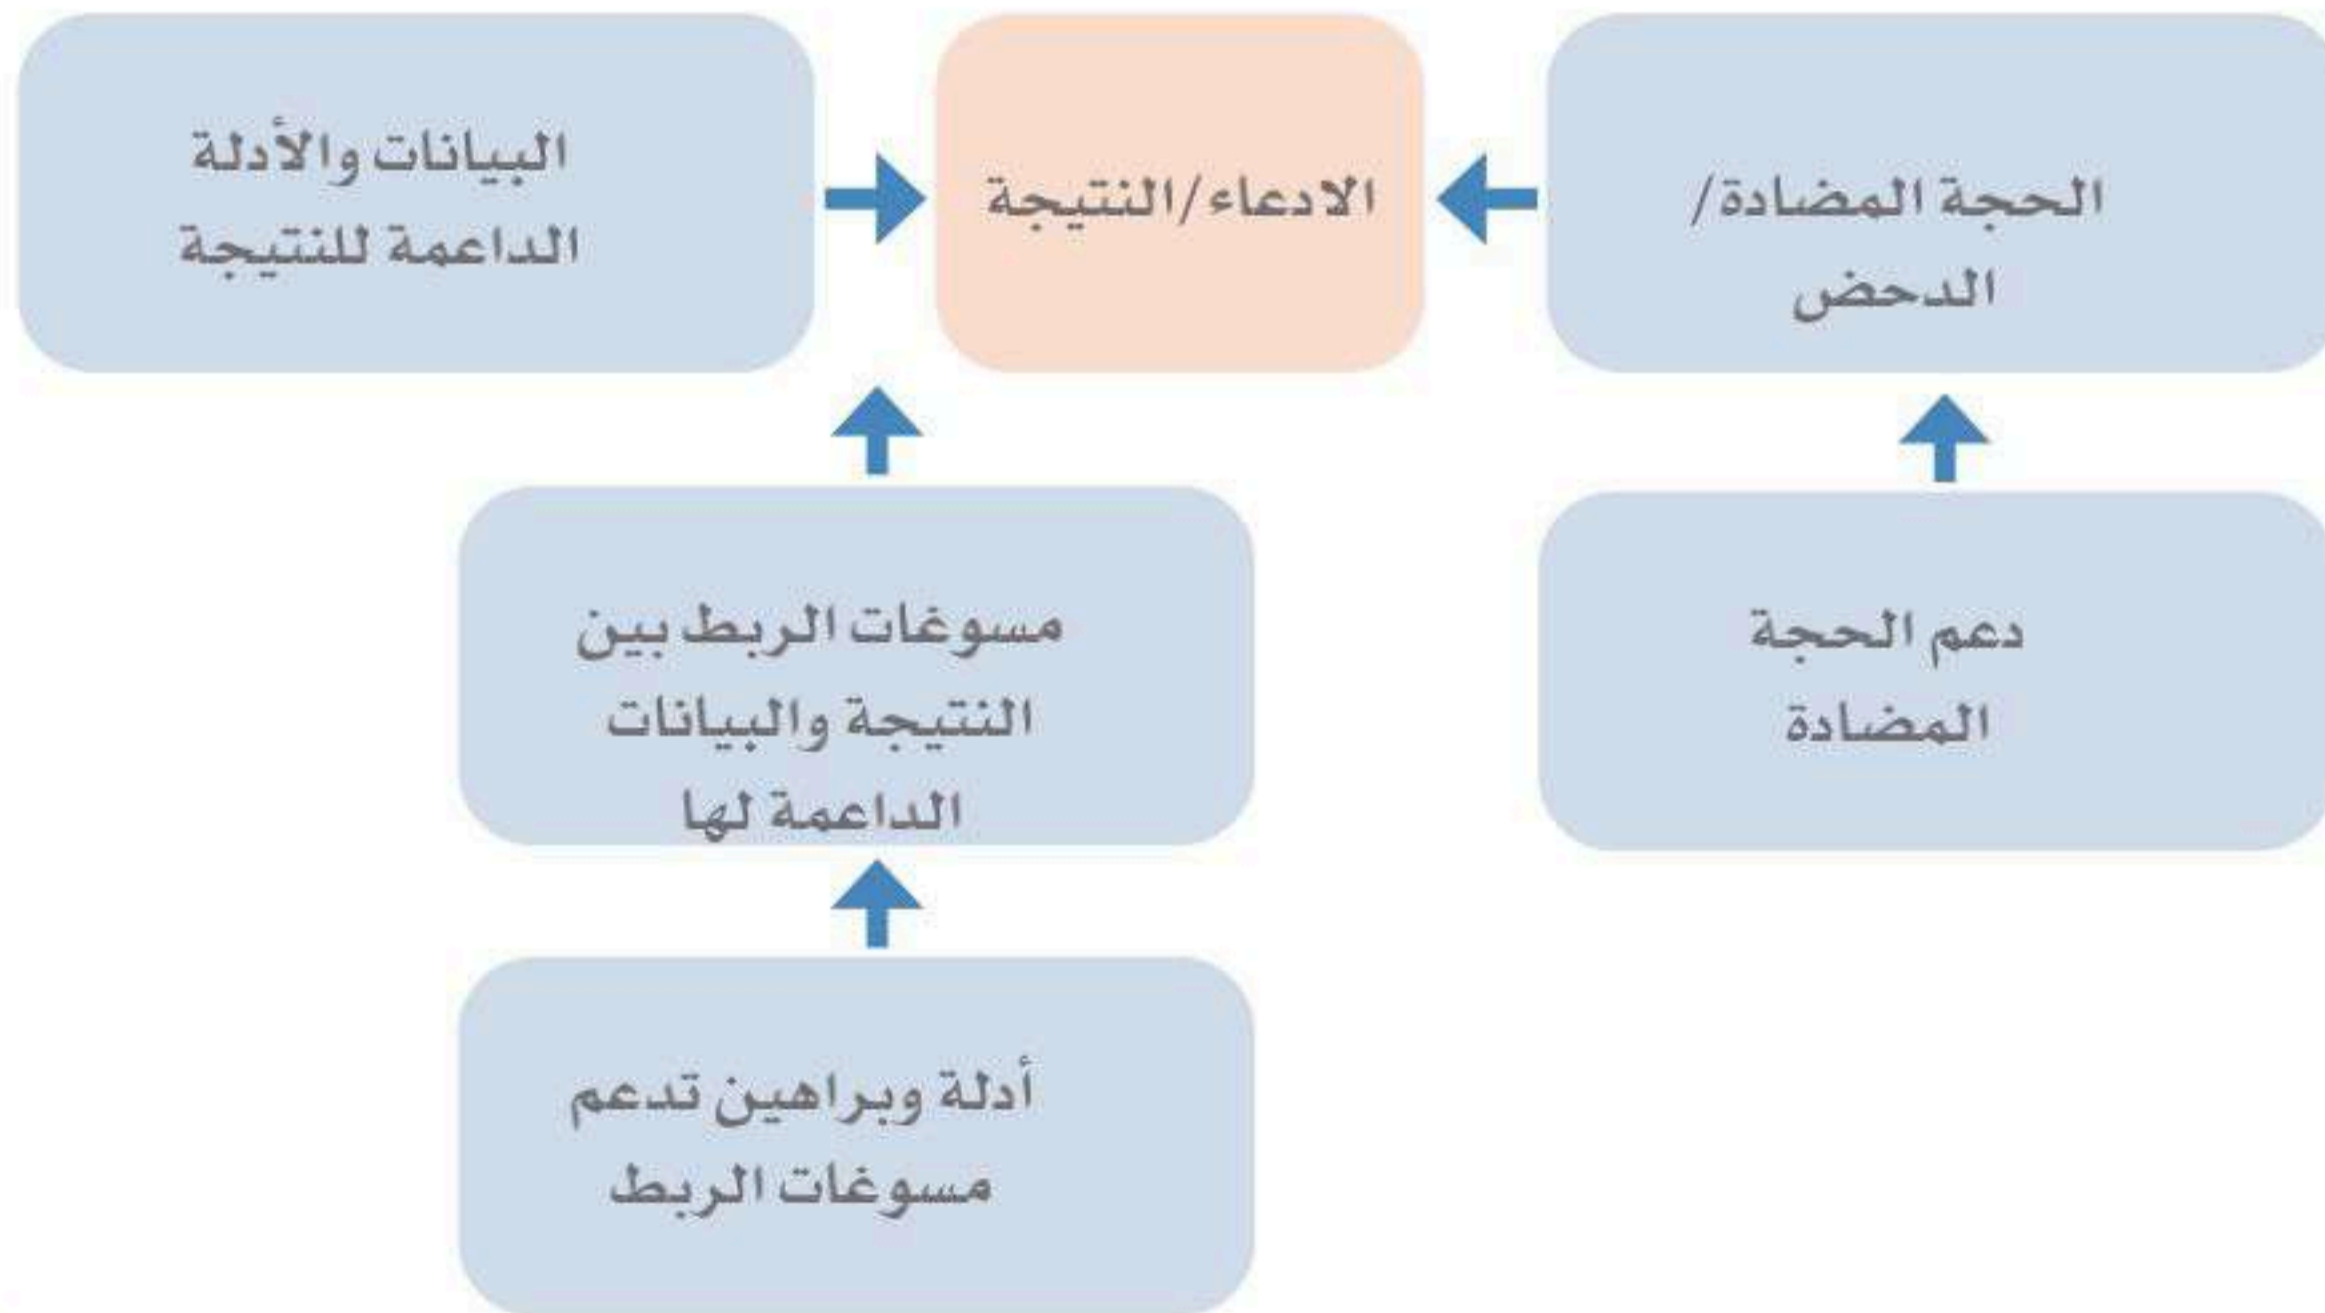 الحجة المضادة/
الدحض
الادعاء/النتيجة
البيانات والأدلة
الداعمة للنتيجة
دعم الحجة
المضادة
مسوغات الربط بين
النتيجة والبيانات
الداعمة لها
أدلة وبراهين تدعم
مسوغات الربط